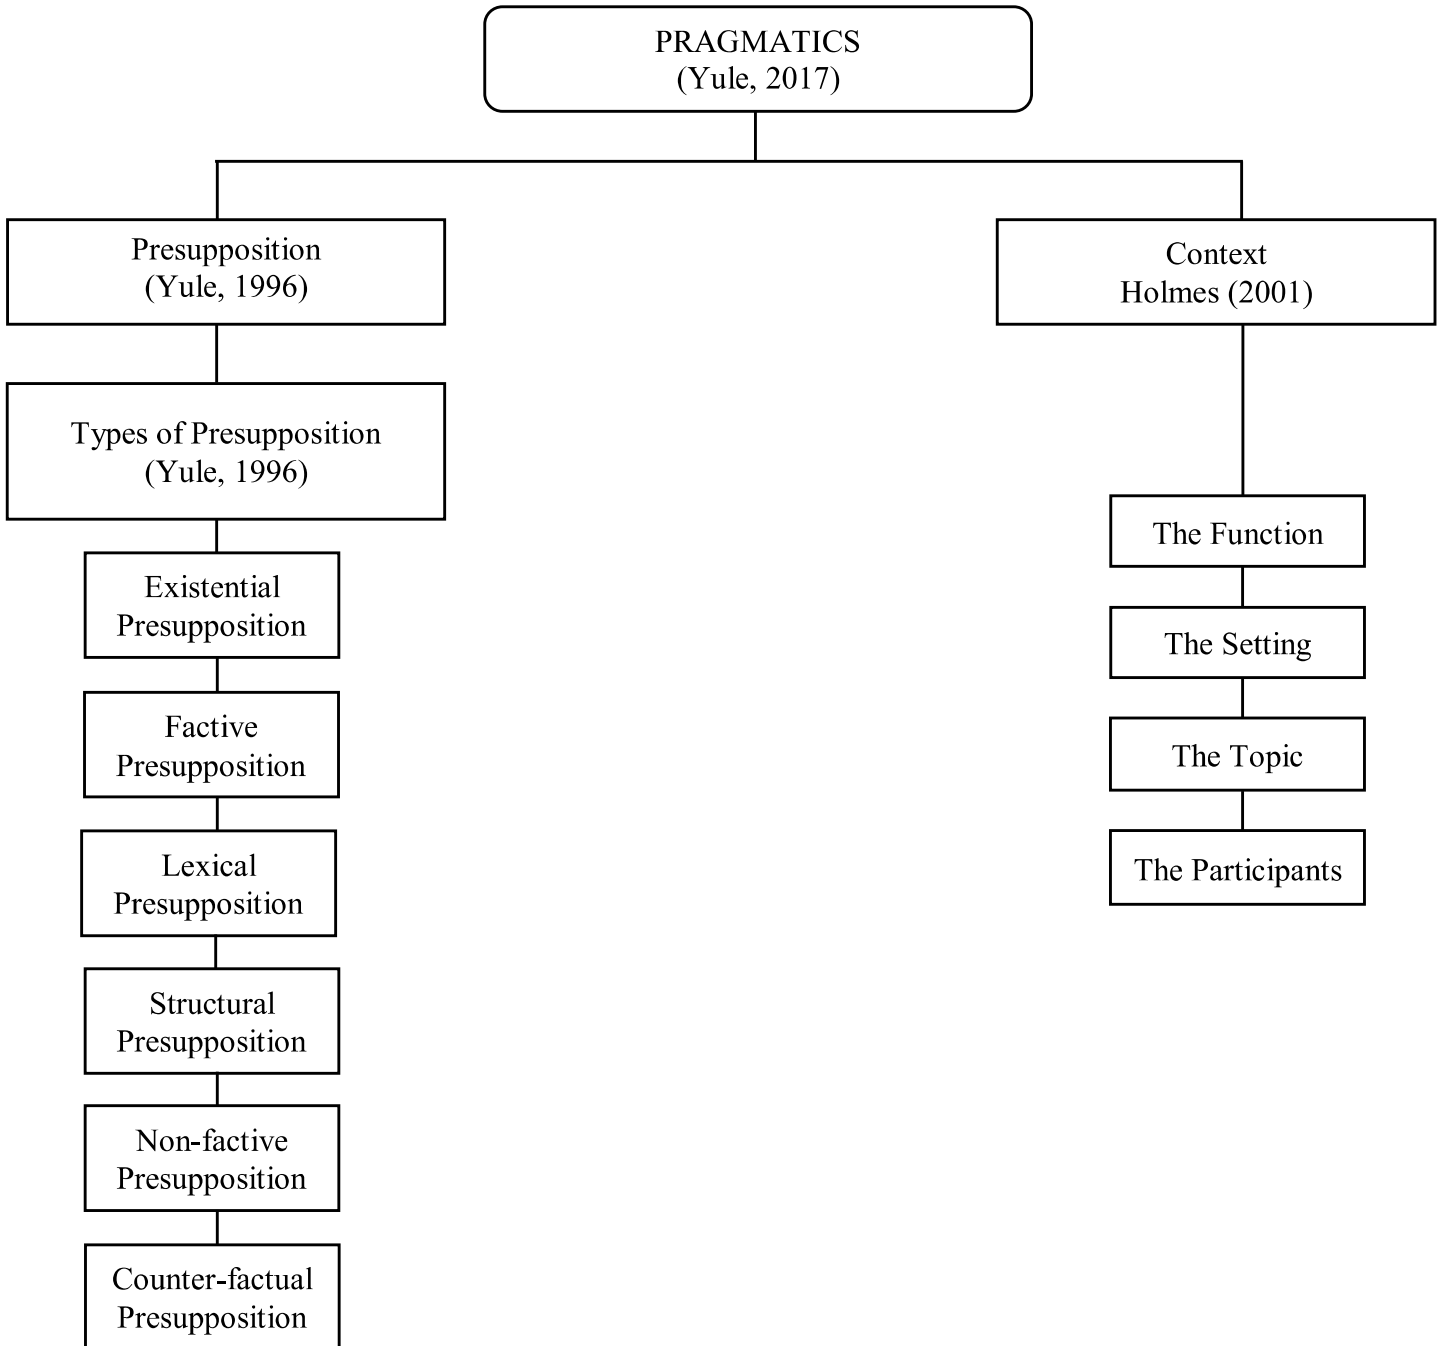 PRAGMATICS
(Yule, 2017)
Presupposition
(Yule, 1996)
Types of Presupposition
(Yule, 1996)
Existential
Presupposition
Factive
Presupposition
Lexical
Presupposition
Structural
Presupposition
Non-factive
Presupposition
Counter-factual
Presupposition
Context
Holmes (2001)
The Function
The Setting
The Topic
The Participants